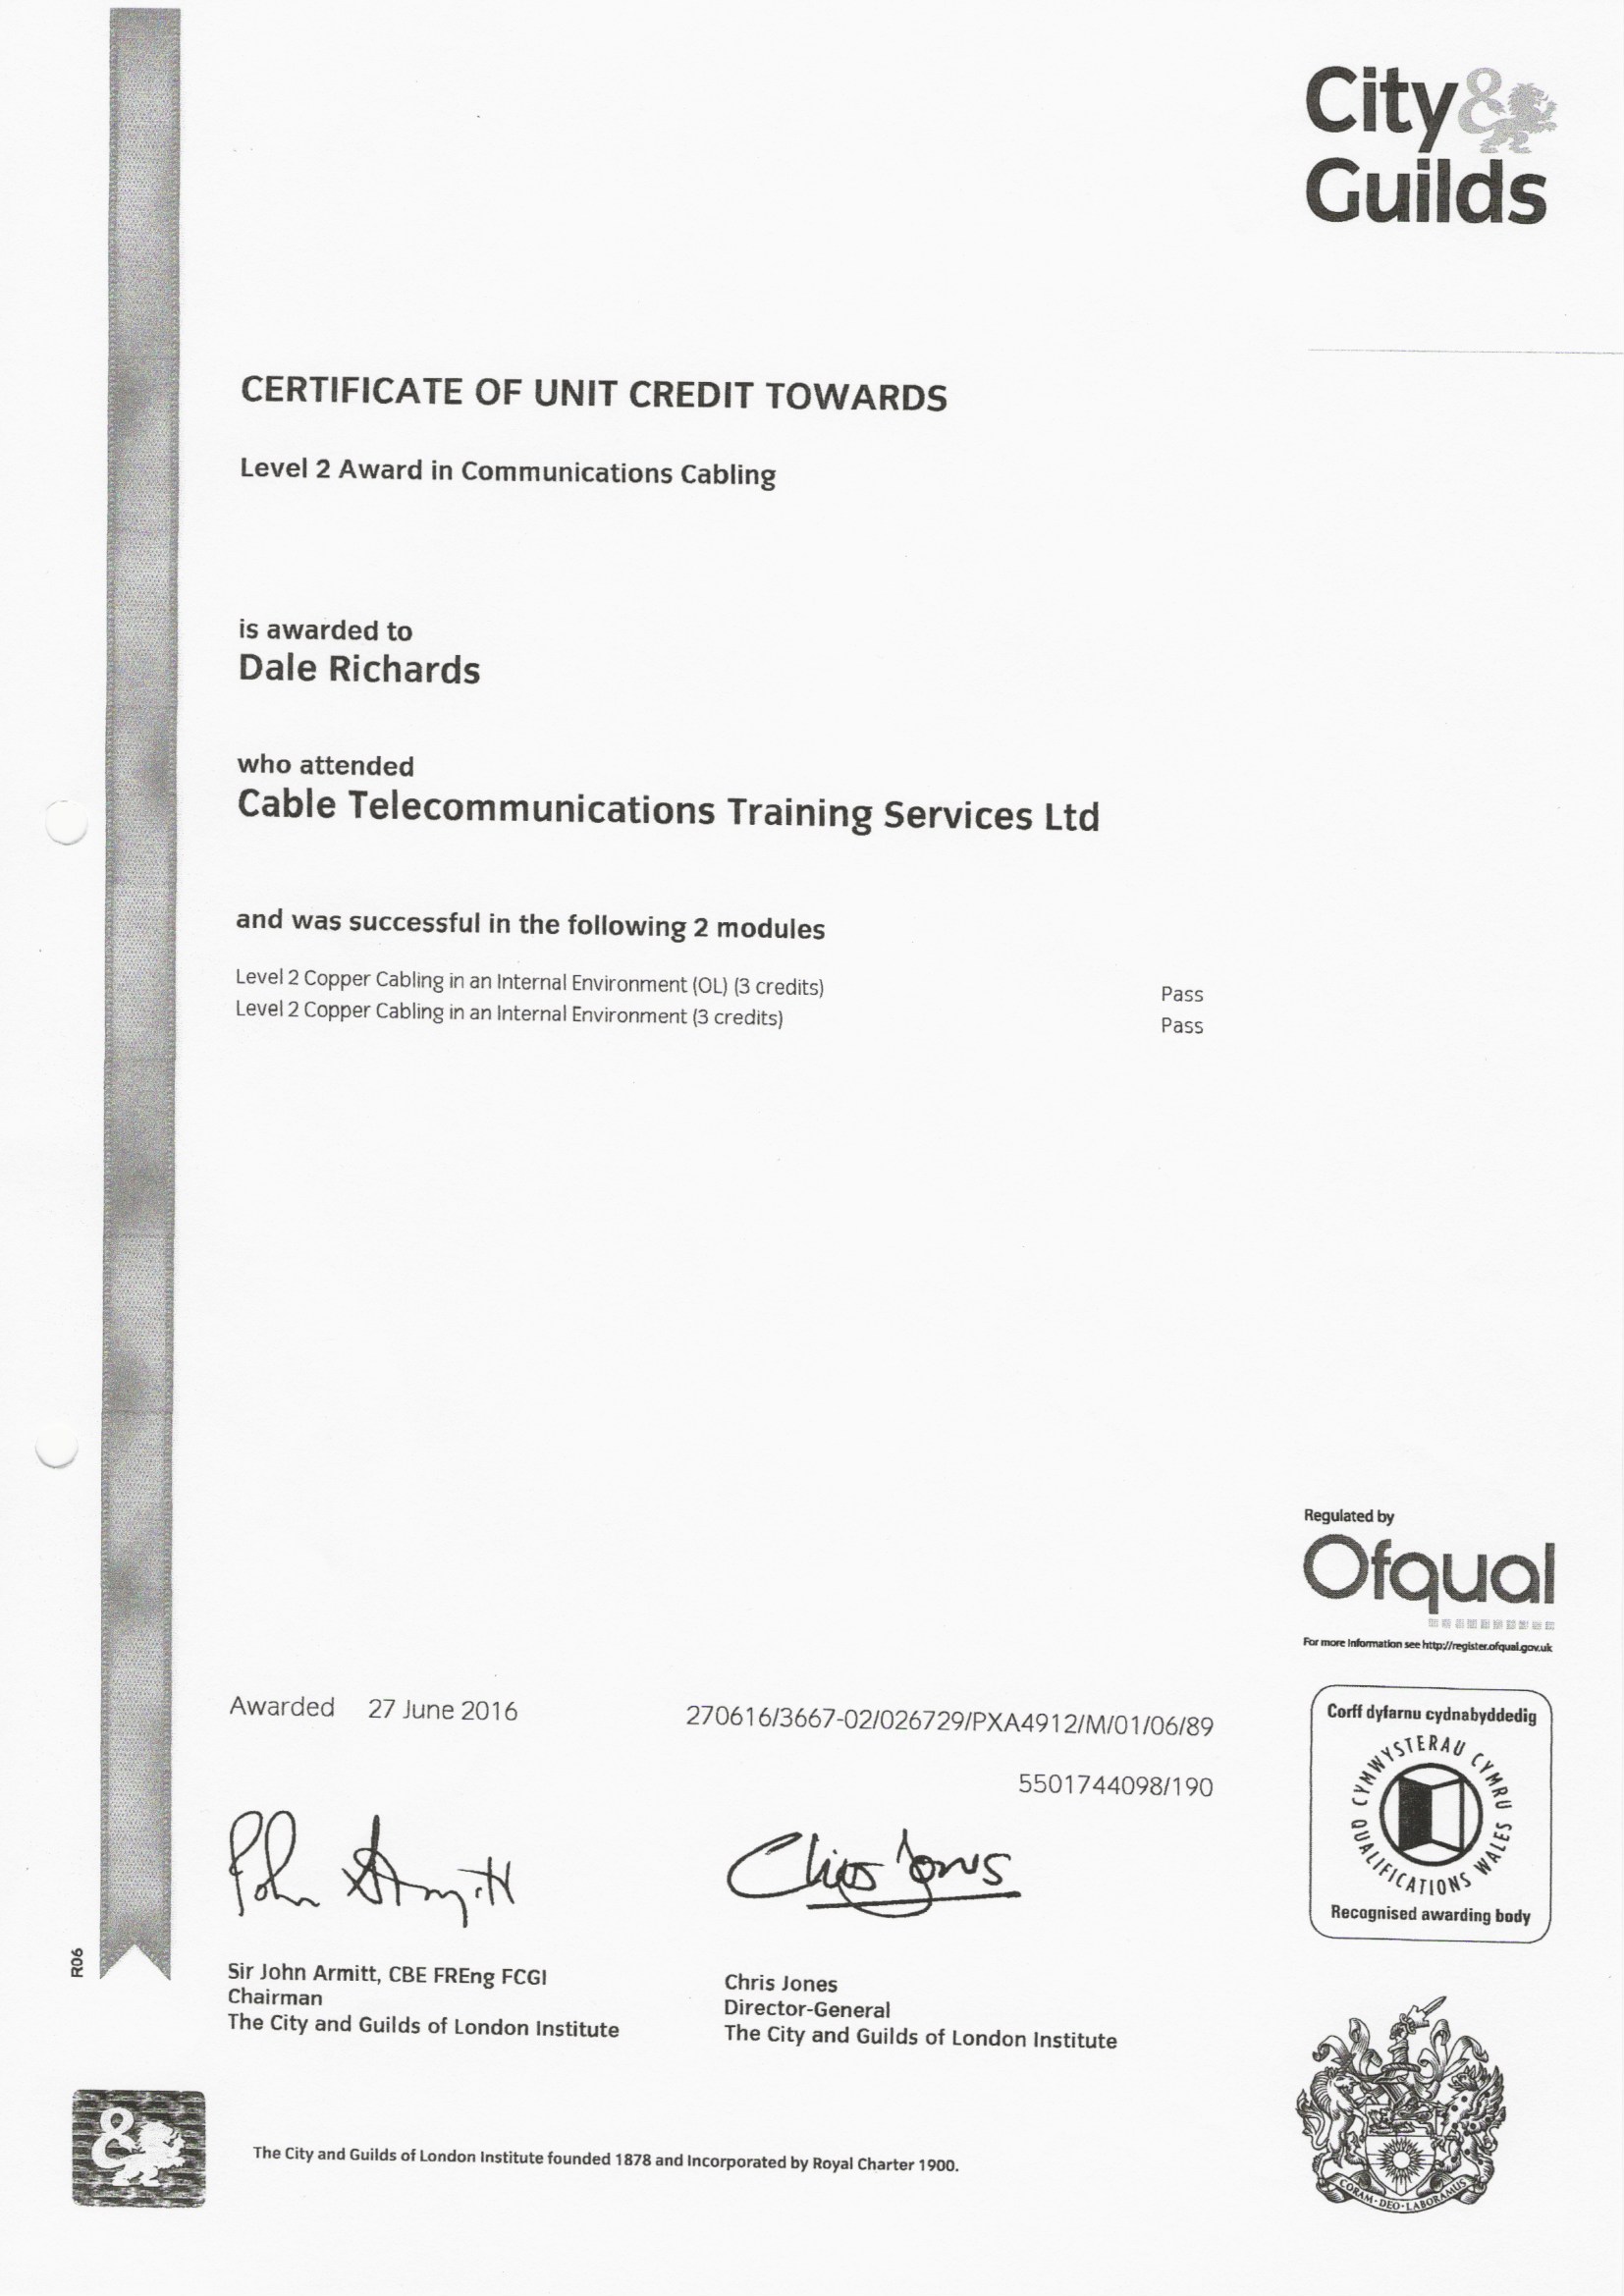 City&
Guilds
CERTIFICATE OF UNIT CREDIT TOWARDS
Level 2 Award in Communications Cabling
is awarded to
Dale Richards
who attended
Cable Telecommunications Training Services Ltd
and was successful in the following 2 modules
Level 2 Copper Cabling in an Internal Environment (OL) (3 credits) Pass
Level 2 Copper Cabling in an Internal Environment (3 credits) Pass
Regulated by
Ofqual
For more information see http://register.ofqual.gov.uk
Awarded 27 June 2016 270616/3667-02/026729/PXA4912/M/01/06/89
5501744098/190
Corff dyfarnu cydnabyddedig
CYMWYSTERAU CYMRU
QUALIFICATIONS WALES
Recognised awarding body
John Armitt
Chris Jones
R06
Sir John Armitt, CBE FREng FCGI
Chairman
The City and Guilds of London Institute
Chris Jones
Director-General
The City and Guilds of London Institute
&
The City and Guilds of London Institute founded 1878 and Incorporated by Royal Charter 1900.
CORAM·DEO·LABORAMUS